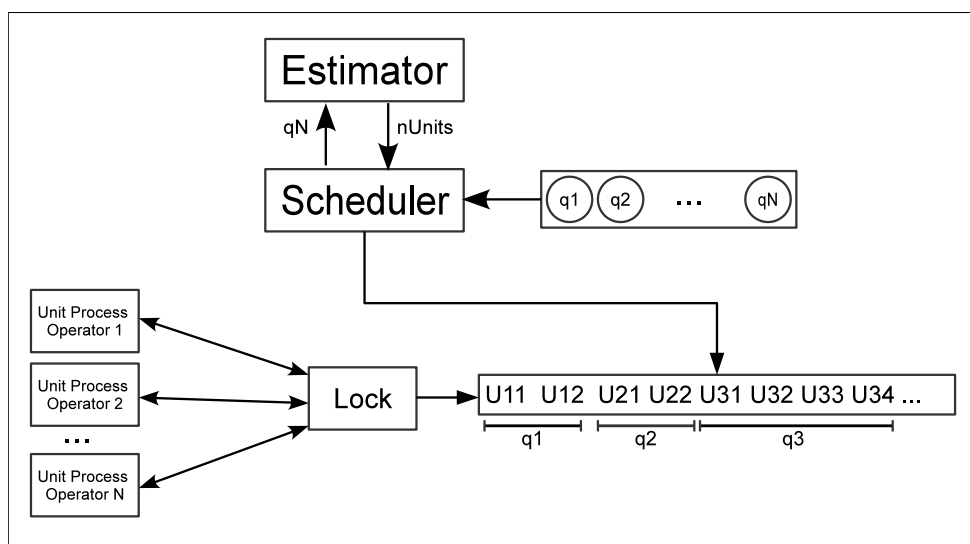 Estimator
qN
nUnits
Scheduler
q1 q2 ... qN
Unit Process
Operator 1
Unit Process
Operator 2
...
Unit Process
Operator N
Lock
U11 U12 U21 U22 U31 U32 U33 U34 ...
q1 q2 q3